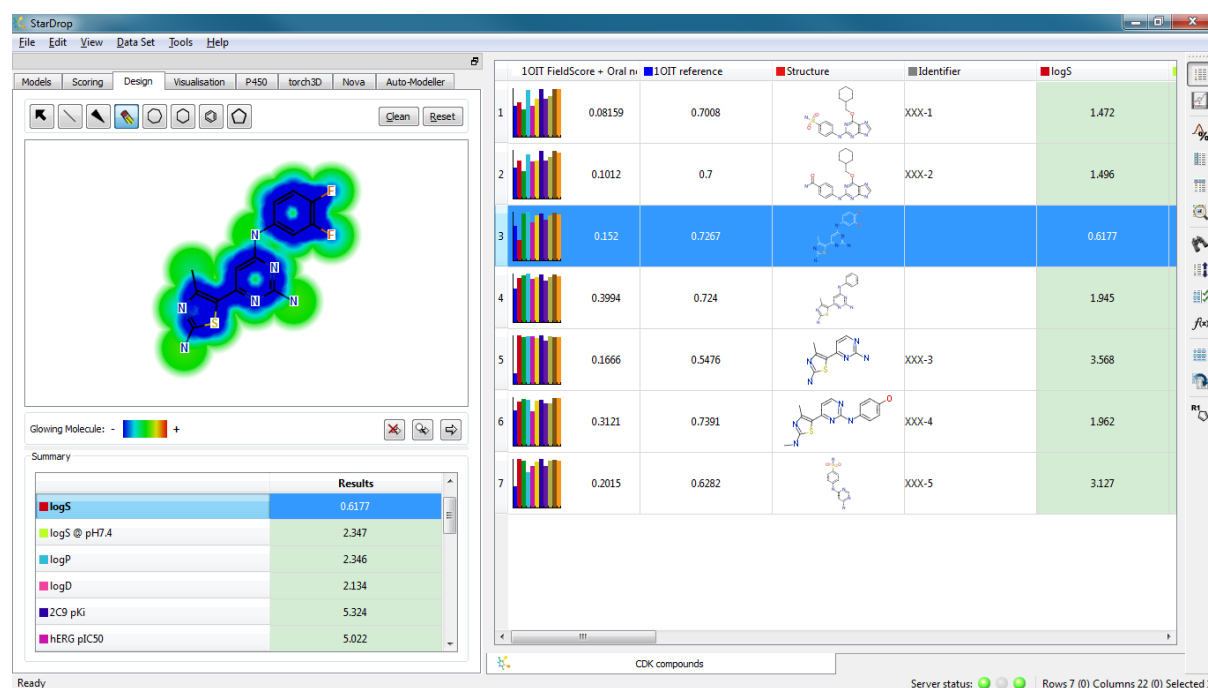 StarDrop
File Edit View Data Set Tools Help
Models Scoring Design Visualisation P450 torch3D Nova Auto-Modeller
Clean Reset
F
F
N
N
N
N
N
S
N
Glowing Molecule: - +
Summary
Results
logS 0.6177
logS @ pH7.4 2.347
logP 2.346
logD 2.134
2C9 pKi 5.324
hERG pIC50 5.022
1OIT FieldScore + Oral 1OIT reference Structure Identifier logS
1 0.08159 0.7008 XXX-1 1.472
2 0.1012 0.7 XXX-2 1.496
3 0.152 0.7267 0.6177
4 0.3994 0.724 1.945
5 0.1666 0.5476 XXX-3 3.568
6 0.3121 0.7391 XXX-4 1.962
7 0.2015 0.6282 XXX-5 3.127
%
f(x)
R1
CDK compounds
Ready
Server status: Rows 7 (0) Columns 22 (0) Selected